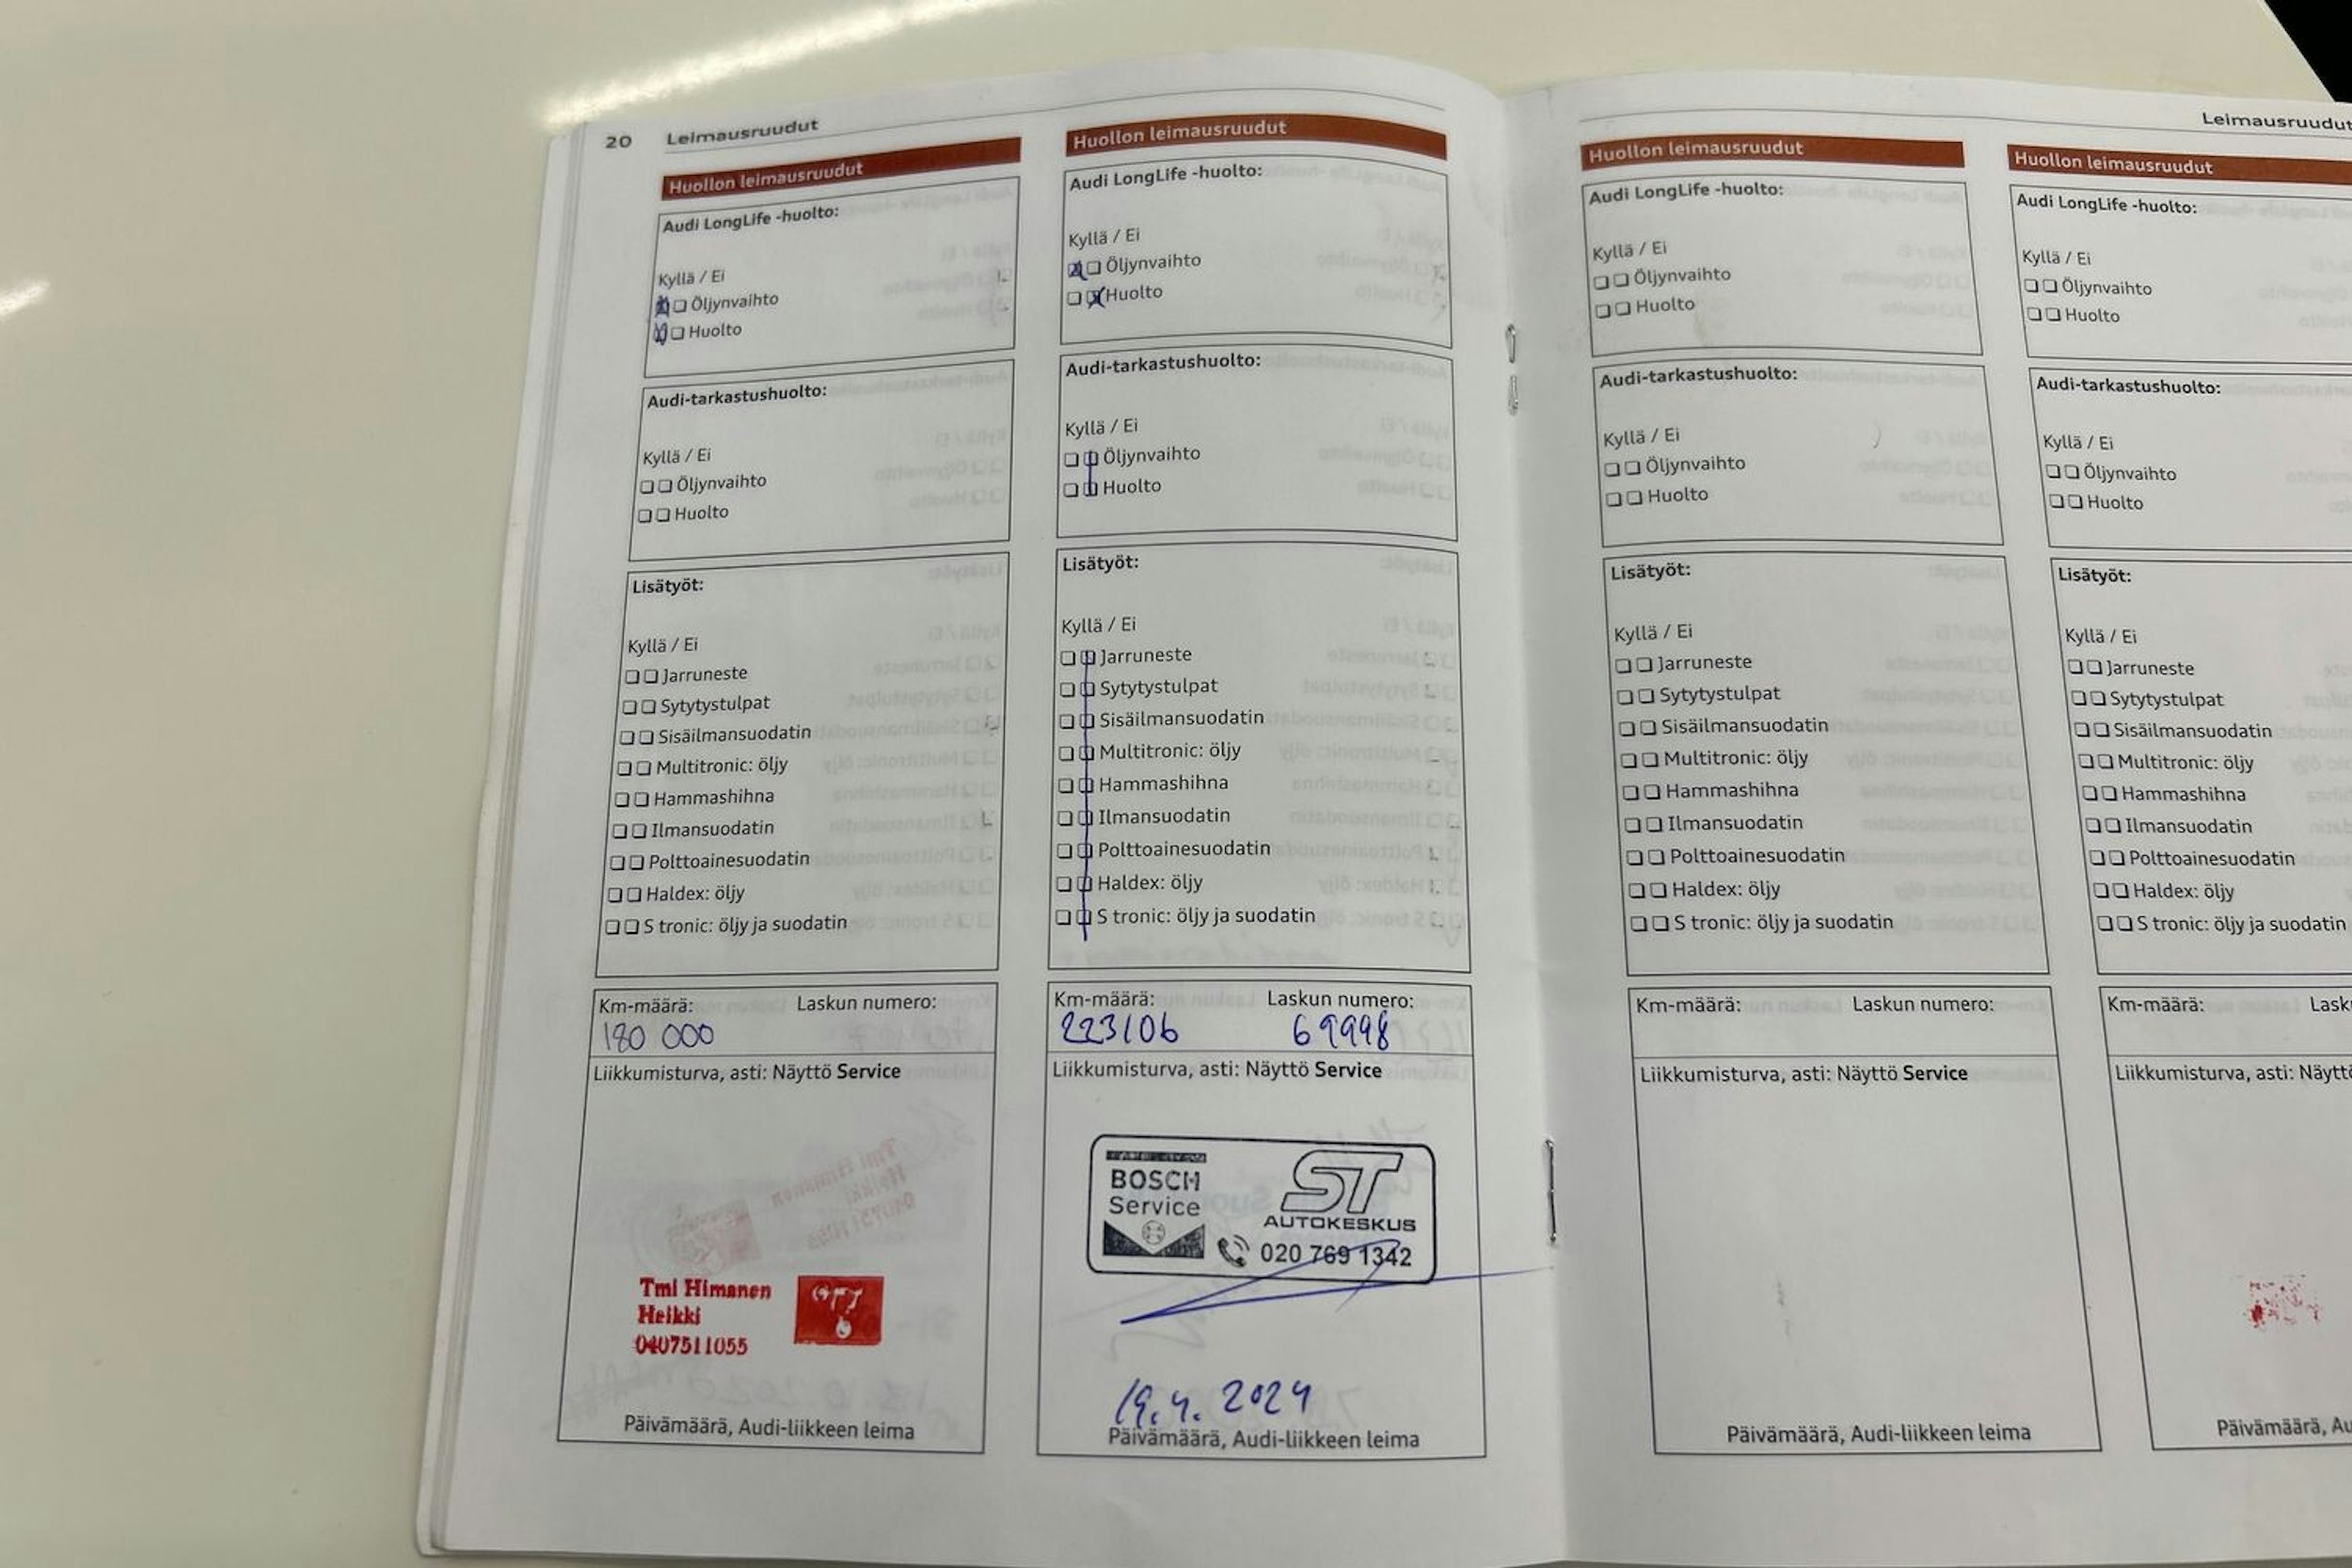 20 Leimausruudut
Huollon leimausruudut
Audi LongLife -huolto:
Kyllä / Ei
Öljynvaihto
Huolto
Audi-tarkastushuolto:
Kyllä / Ei
Öljynvaihto
Huolto
Lisätyöt:
Kyllä / Ei
Jarruneste
Sytytystulpat
Sisäilmansuodatin
Multitronic: öljy
Hammashihna
Ilmansuodatin
Polttoainesuodatin
Haldex: öljy
S tronic: öljy ja suodatin
Km-määrä: Laskun numero:
180 000
Liikkumisturva, asti: Näyttö Service
Tmi Himanen
Heikki
0407511055
Päivämäärä, Audi-liikkeen leima
Huollon leimausruudut
Audi LongLife -huolto:
Kyllä / Ei
Öljynvaihto
Huolto
Audi-tarkastushuolto:
Kyllä / Ei
Öljynvaihto
Huolto
Lisätyöt:
Kyllä / Ei
Jarruneste
Sytytystulpat
Sisäilmansuodatin
Multitronic: öljy
Hammashihna
Ilmansuodatin
Polttoainesuodatin
Haldex: öljy
S tronic: öljy ja suodatin
Km-määrä: Laskun numero:
223106 69998
Liikkumisturva, asti: Näyttö Service
BOSCH
Service
ST
AUTOKESKUS
020 769 1342
19.4. 2024
Päivämäärä, Audi-liikkeen leima
Leimausruudut
Huollon leimausruudut
Audi LongLife -huolto:
Kyllä / Ei
Öljynvaihto
Huolto
Audi-tarkastushuolto:
Kyllä / Ei
Öljynvaihto
Huolto
Lisätyöt:
Kyllä / Ei
Jarruneste
Sytytystulpat
Sisäilmansuodatin
Multitronic: öljy
Hammashihna
Ilmansuodatin
Polttoainesuodatin
Haldex: öljy
S tronic: öljy ja suodatin
Km-määrä: Laskun numero:
Liikkumisturva, asti: Näyttö Service
Päivämäärä, Audi-liikkeen leima
Huollon leimausruudut
Audi LongLife -huolto:
Kyllä / Ei
Öljynvaihto
Huolto
Audi-tarkastushuolto:
Kyllä / Ei
Öljynvaihto
Huolto
Lisätyöt:
Kyllä / Ei
Jarruneste
Sytytystulpat
Sisäilmansuodatin
Multitronic: öljy
Hammashihna
Ilmansuodatin
Polttoainesuodatin
Haldex: öljy
S tronic: öljy ja suodatin
Km-määrä: Lask
Liikkumisturva, asti: Näytt
Päivämäärä, Au